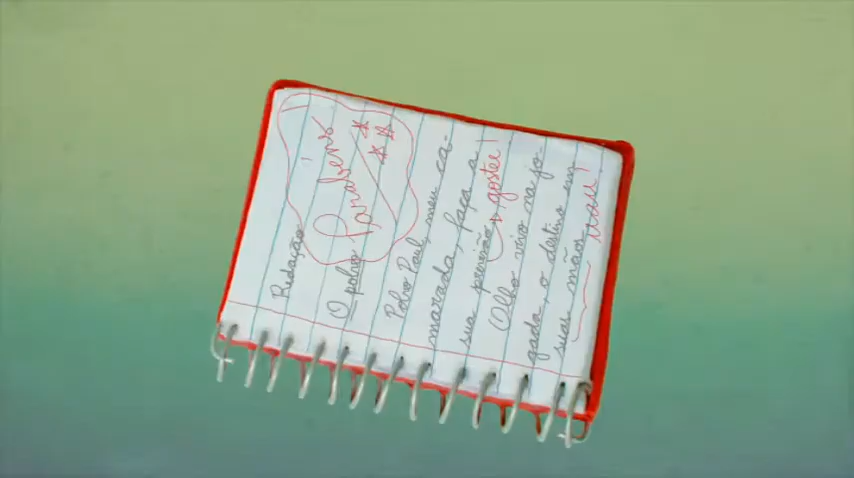 Redação
Parabéns
O polvo
Polvo Paul, meu ca-
marada, faça a
sua previsão gostei!
Olho vivo na jo-
gada, o destino em
suas mãos uau!